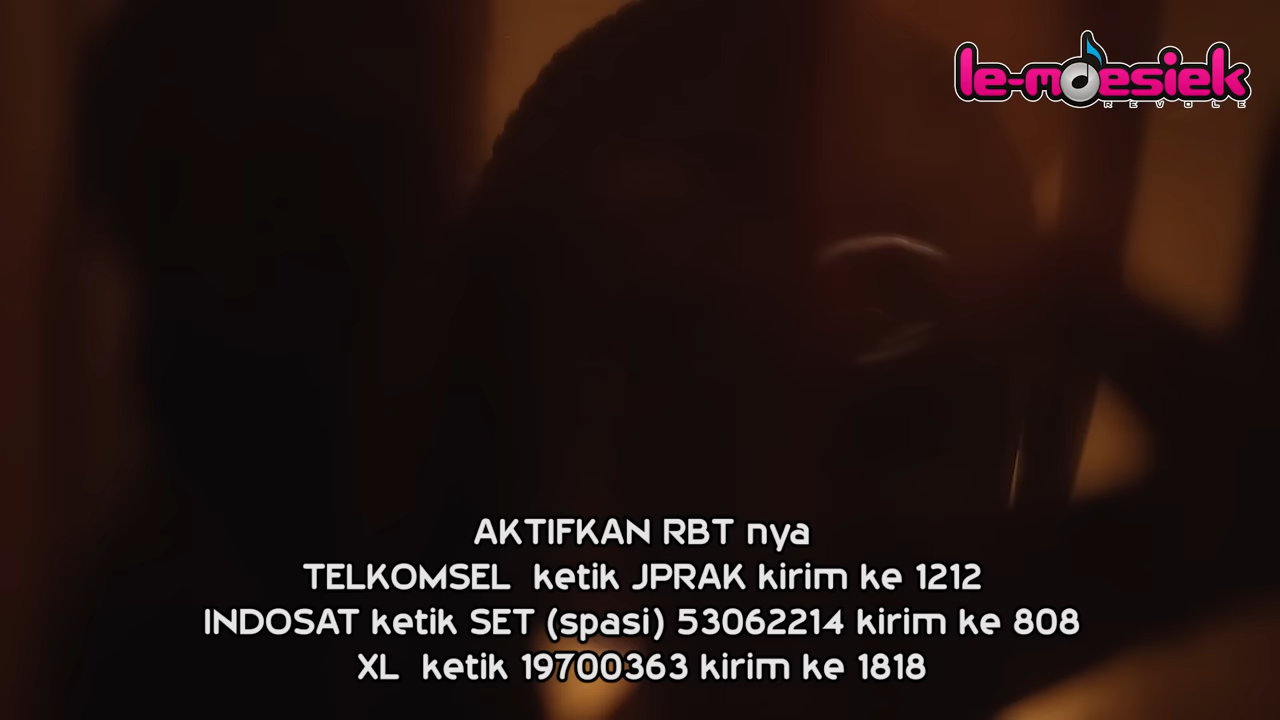 le-moesiek
REVOLE
AKTIFKAN RBT nya
TELKOMSEL ketik JPRAK kirim ke 1212
INDOSAT ketik SET (spasi) 53062214 kirim ke 808
XL ketik 19700363 kirim ke 1818